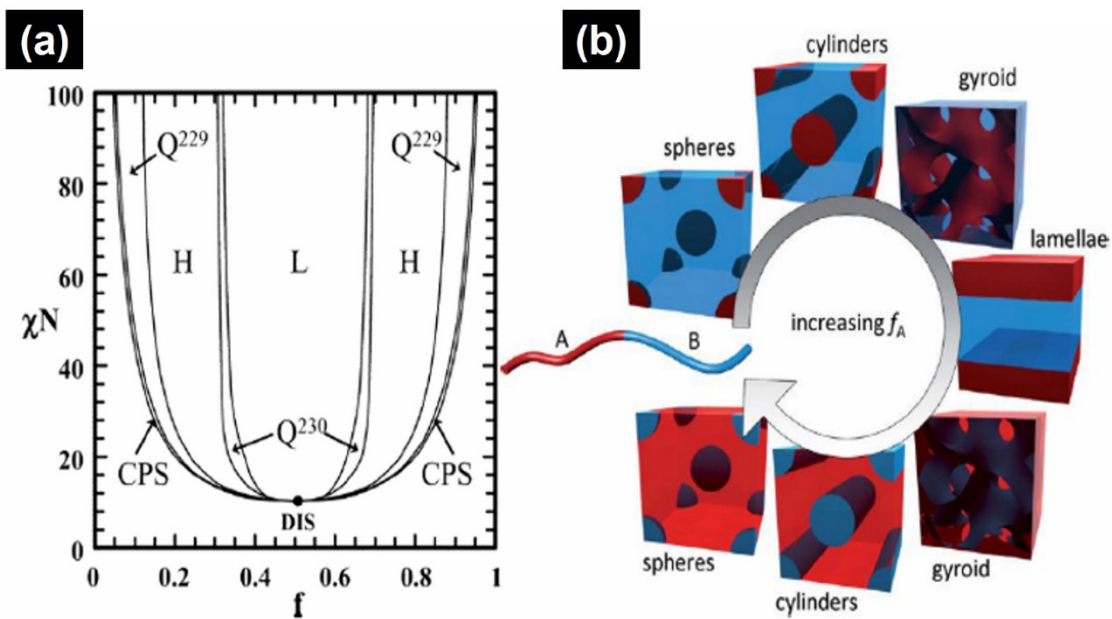 (a)
(b)
100
80
60
40
20
0
χN
0
0.2
0.4
0.6
0.8
1
f
Q²²⁹
Q²²⁹
H
L
H
Q²³⁰
CPS
CPS
DIS
cylinders
gyroid
spheres
lamellae
A
B
increasing fA
spheres
cylinders
gyroid